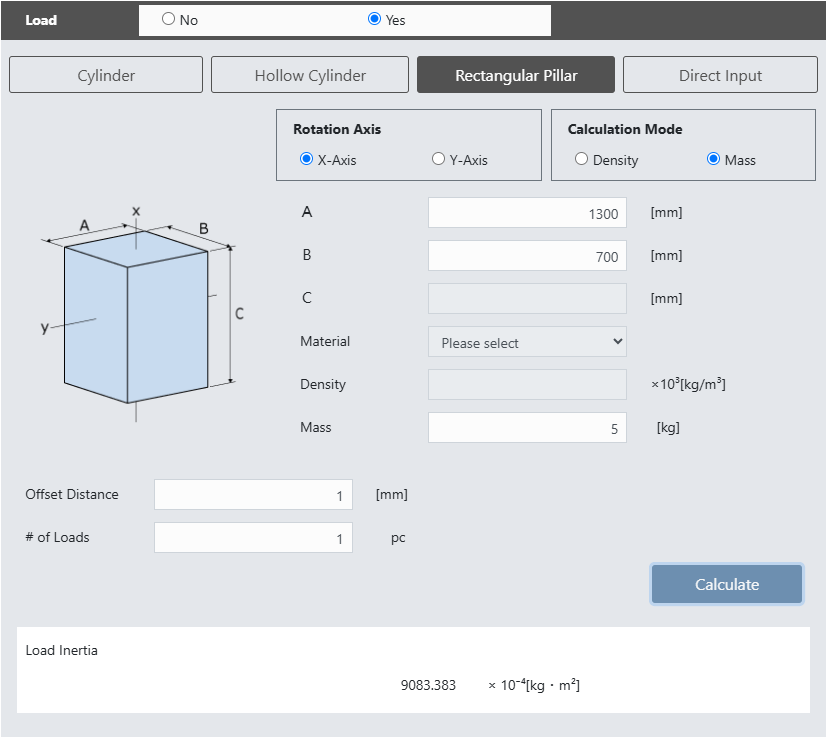 Load No Yes
Cylinder Hollow Cylinder Rectangular Pillar Direct Input
Rotation Axis Calculation Mode
X-Axis Y-Axis Density Mass
A 1300 [mm]
B 700 [mm]
C [mm]
Material Please select
Density ×10³[kg/m³]
Mass 5 [kg]
x
A B
C
y
Offset Distance 1 [mm]
# of Loads 1 pc
Calculate
Load Inertia
9083.383 × 10⁻⁴[kg・m²]